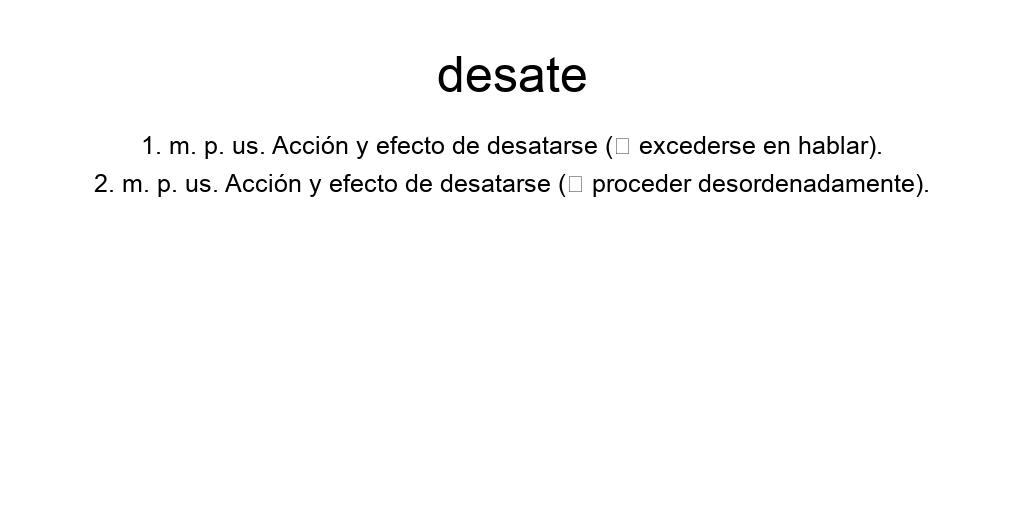 desate
1. m. p. us. Acción y efecto de desatarse (□ excederse en hablar).
2. m. p. us. Acción y efecto de desatarse (□ proceder desordenadamente).